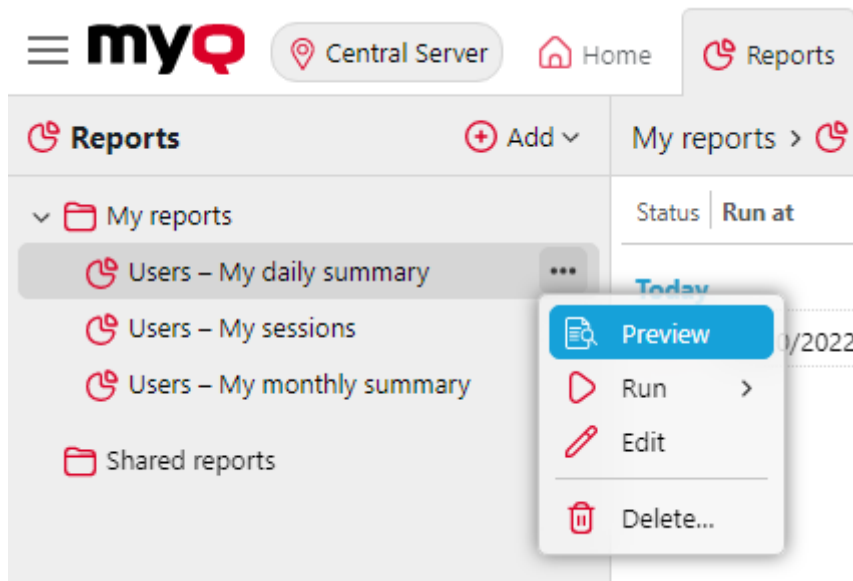 myQ Central Server Home Reports
Reports Add My reports >
My reports
Status Run at
Users – My daily summary
Today
Users – My sessions
Preview
/2022
Users – My monthly summary
Run
Edit
Shared reports
Delete...